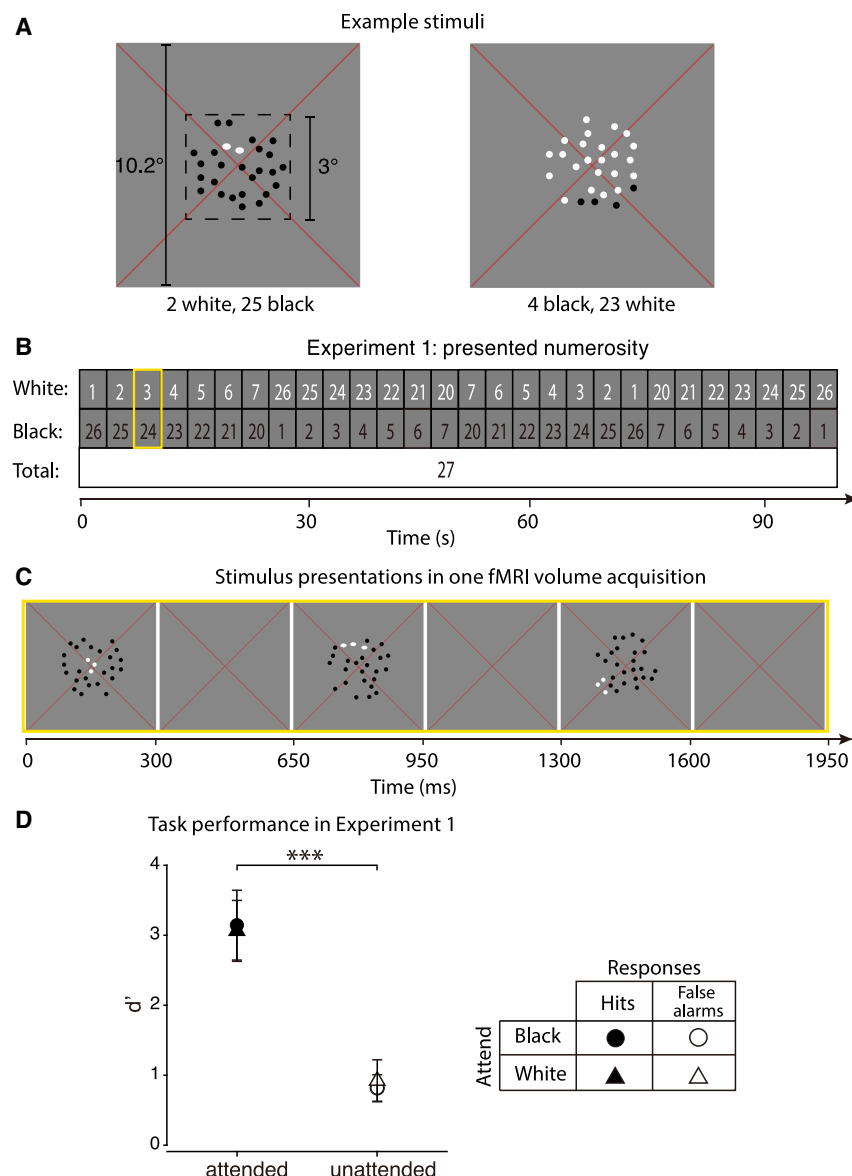 A
Example stimuli
10.2°
3°
2 white, 25 black
4 black, 23 white
B
Experiment 1: presented numerosity
White: 1 2 3 4 5 6 7 26 25 24 23 22 21 20 7 6 5 4 3 2 1 20 21 22 23 24 25 26
Black: 26 25 24 23 22 21 20 1 2 3 4 5 6 7 20 21 22 23 24 25 26 7 6 5 4 3 2 1
Total: 27
0 30 60 90
Time (s)
C
Stimulus presentations in one fMRI volume acquisition
0 300 650 950 1300 1600 1950
Time (ms)
D
Task performance in Experiment 1
4
***
3
2
1
0
d'
attended unattended
Responses
Hits
False
alarms
Attend
Black
White